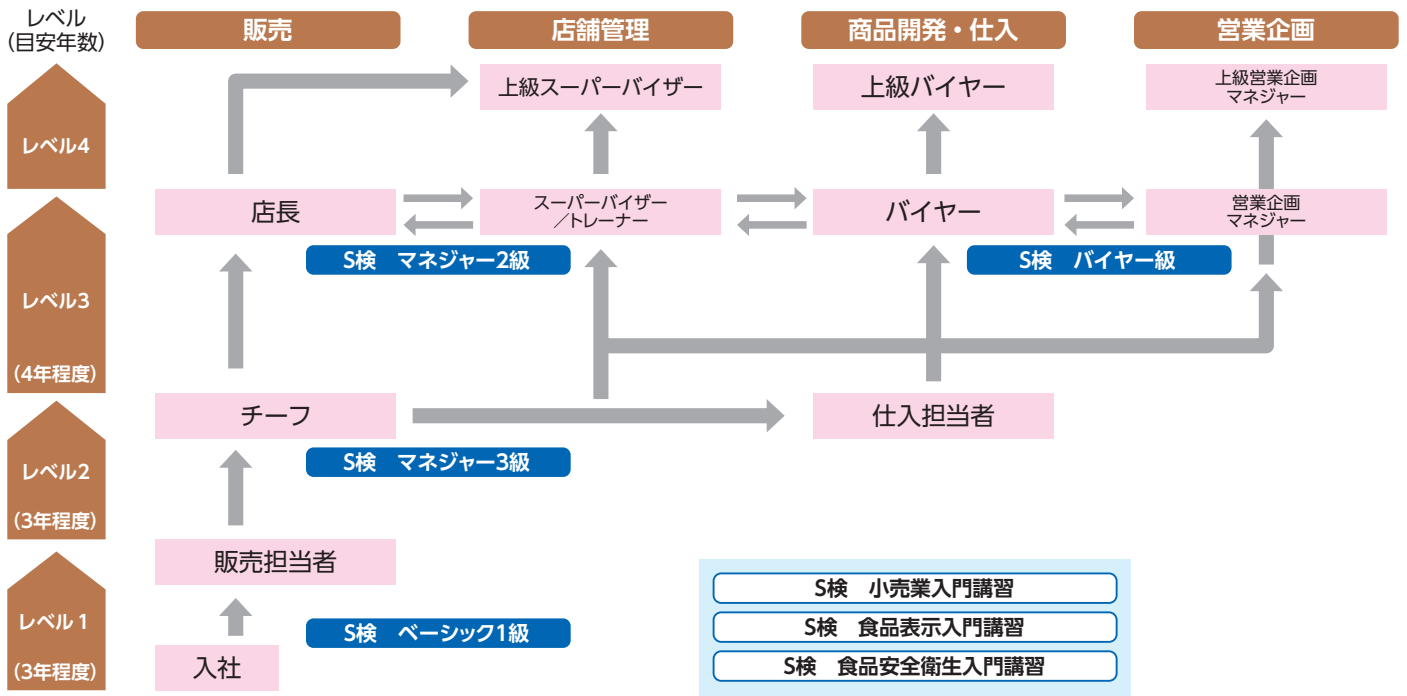 レベル
(目安年数)
販売
店舗管理
商品開発・仕入
営業企画
上級スーパーバイザー
上級バイヤー
上級営業企画
マネジャー
レベル4
店長
スーパーバイザー
／トレーナー
バイヤー
営業企画
マネジャー
S検　マネジャー2級
S検　バイヤー級
レベル3
(4年程度)
チーフ
仕入担当者
S検　マネジャー3級
レベル2
(3年程度)
販売担当者
S検　小売業入門講習
レベル1
S検　ベーシック1級
S検　食品表示入門講習
(3年程度)
入社
S検　食品安全衛生入門講習